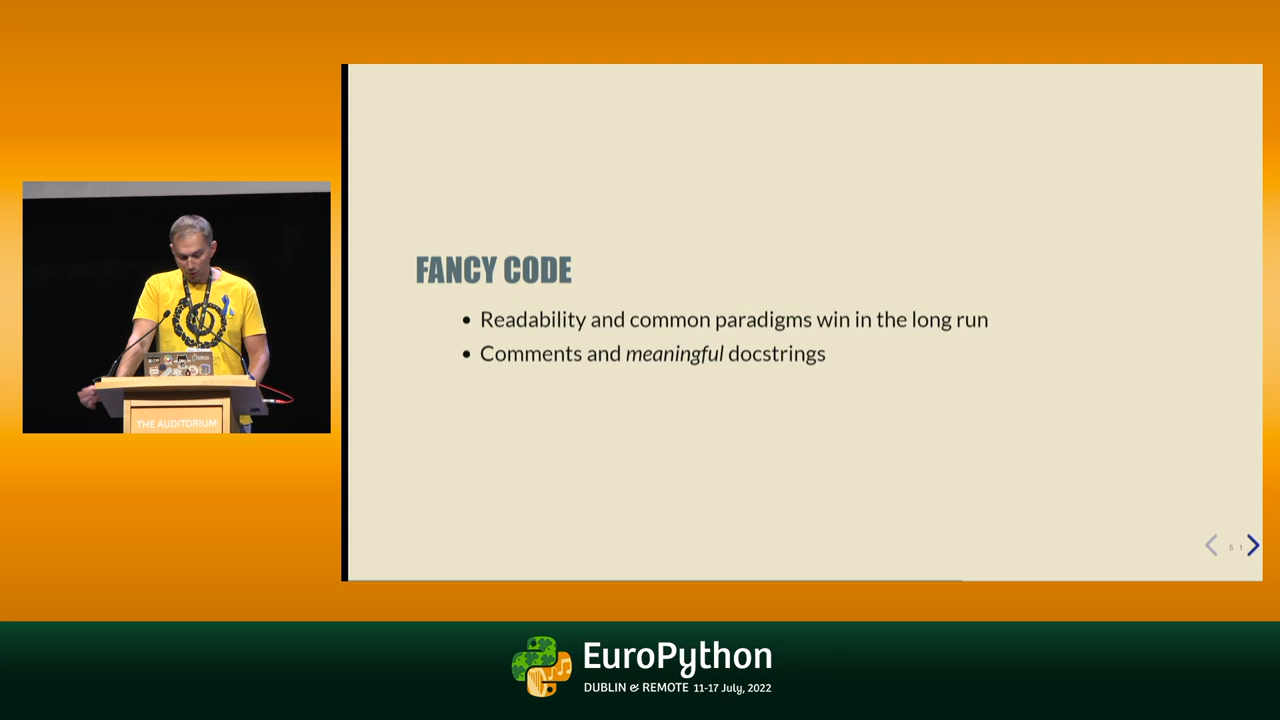 FANCY CODE
• Readability and common paradigms win in the long run
• Comments and meaningful docstrings
THE AUDITORIUM
EuroPython
DUBLIN & REMOTE 11-17 July, 2022